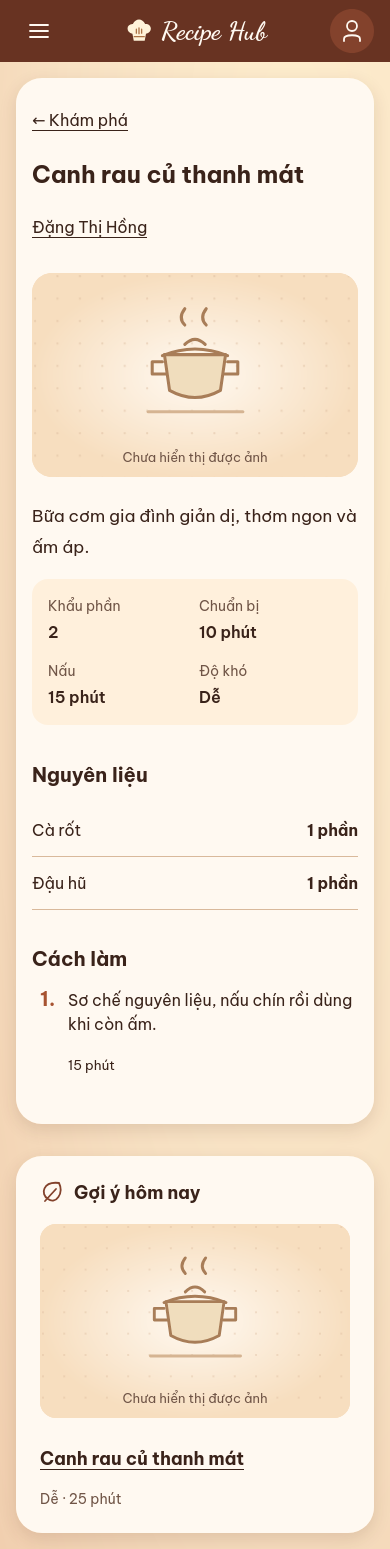 Recipe Hub
← Khám phá
Canh rau củ thanh mát
Đặng Thị Hồng
Chưa hiển thị được ảnh
Bữa cơm gia đình giản dị, thơm ngon và
ấm áp.
Khẩu phần
2
Chuẩn bị
10 phút
Nấu
15 phút
Độ khó
Dễ
Nguyên liệu
Cà rốt 1 phần
Đậu hũ 1 phần
Cách làm
1. Sơ chế nguyên liệu, nấu chín rồi dùng
khi còn ấm.
15 phút
Gợi ý hôm nay
Chưa hiển thị được ảnh
Canh rau củ thanh mát
Dễ · 25 phút